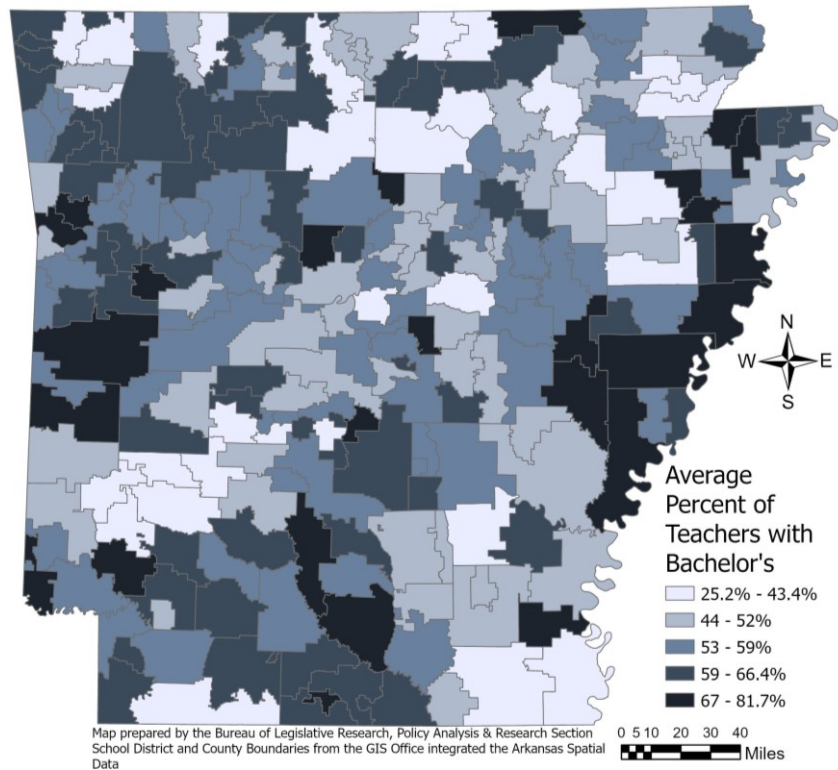 N
W E
S
Average
Percent of
Teachers with
Bachelor's
25.2% - 43.4%
44 - 52%
53 - 59%
59 - 66.4%
67 - 81.7%
Map prepared by the Bureau of Legislative Research, Policy Analysis & Research Section
School District and County Boundaries from the GIS Office integrated the Arkansas Spatial
Data
0 5 10 20 30 40
Miles